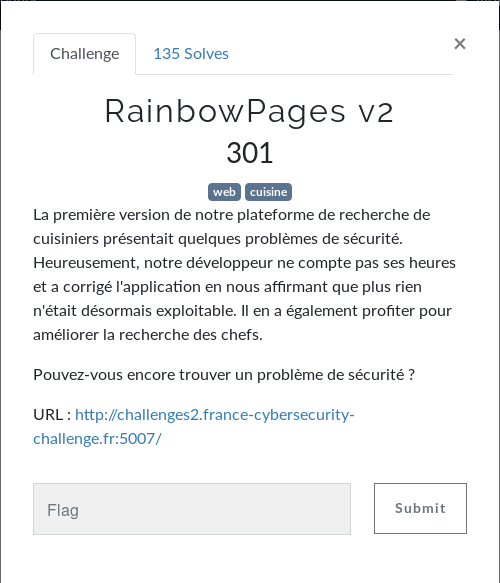 Challenge
135 Solves
×
RainbowPages v2
301
web cuisine
La première version de notre plateforme de recherche de
cuisiniers présentait quelques problèmes de sécurité.
Heureusement, notre développeur ne compte pas ses heures
et a corrigé l'application en nous affirmant que plus rien
n'était désormais exploitable. Il en a également profiter pour
améliorer la recherche des chefs.
Pouvez-vous encore trouver un problème de sécurité ?
URL : http://challenges2.france-cybersecurity-
challenge.fr:5007/
Flag
Submit